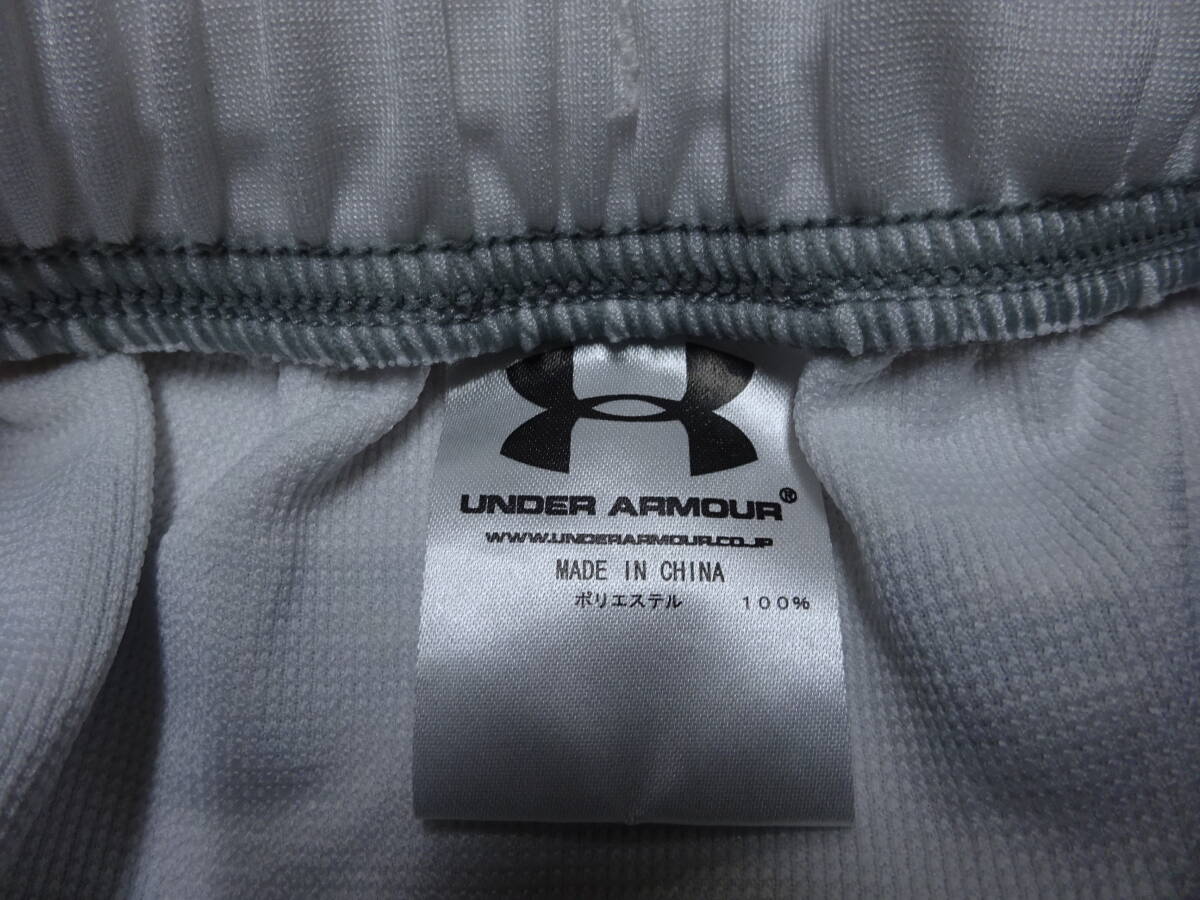 UNDER ARMOUR®
WWW.UNDERARMOUR.CO.JP
MADE IN CHINA
ポリエステル 100%